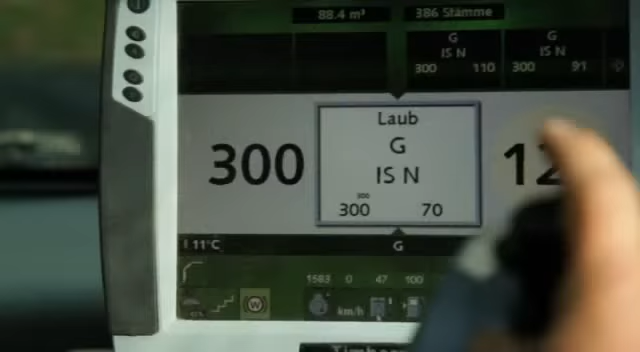 88.4 m³ 386 Stämme
G G
IS N IS N
300 110 300 91
Laub
300 G 12
IS N
300
300 70
11°C G
1583 0 47 100
km/h